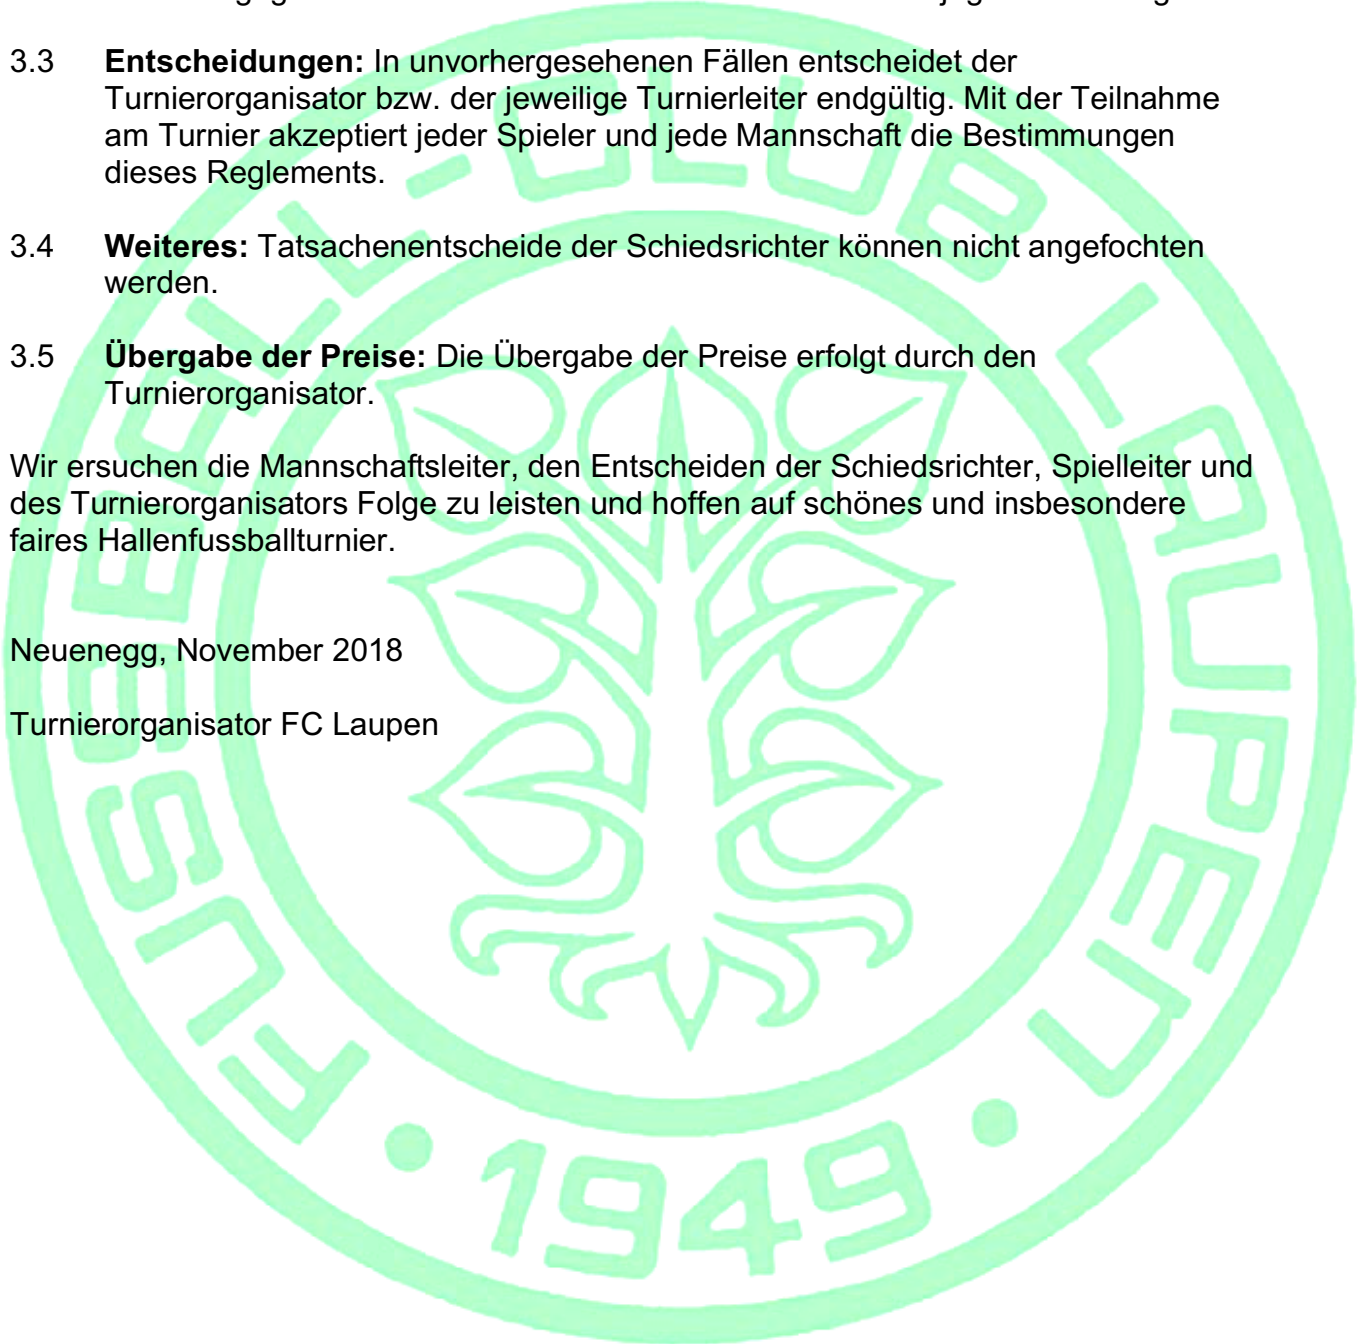 3.3 Entscheidungen: In unvorhergesehenen Fällen entscheidet der
Turnierorganisator bzw. der jeweilige Turnierleiter endgültig. Mit der Teilnahme
am Turnier akzeptiert jeder Spieler und jede Mannschaft die Bestimmungen
dieses Reglements.
3.4 Weiteres: Tatsachenentscheide der Schiedsrichter können nicht angefochten
werden.
3.5 Übergabe der Preise: Die Übergabe der Preise erfolgt durch den
Turnierorganisator.
Wir ersuchen die Mannschaftsleiter, den Entscheiden der Schiedsrichter, Spielleiter und
des Turnierorganisators Folge zu leisten und hoffen auf schönes und insbesondere
faires Hallenfussballturnier.
Neuenegg, November 2018
Turnierorganisator FC Laupen
FUSSBALL-CLUB LAUPEN
• 1949 •